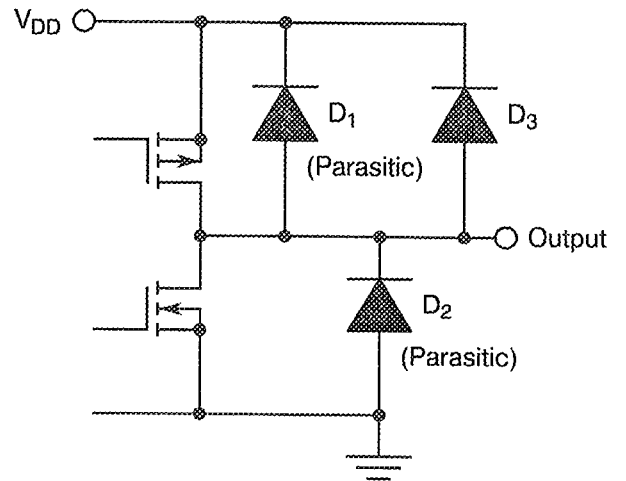 VDD
D1
D3
(Parasitic)
Output
D2
(Parasitic)